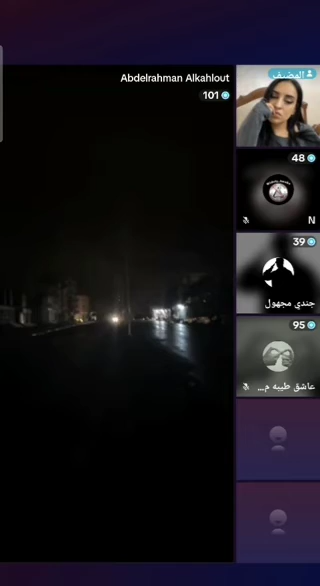 Abdelrahman Alkahlout
101
المضيف
48
N
39
جندي مجهول
95
عاشق طيبه م...